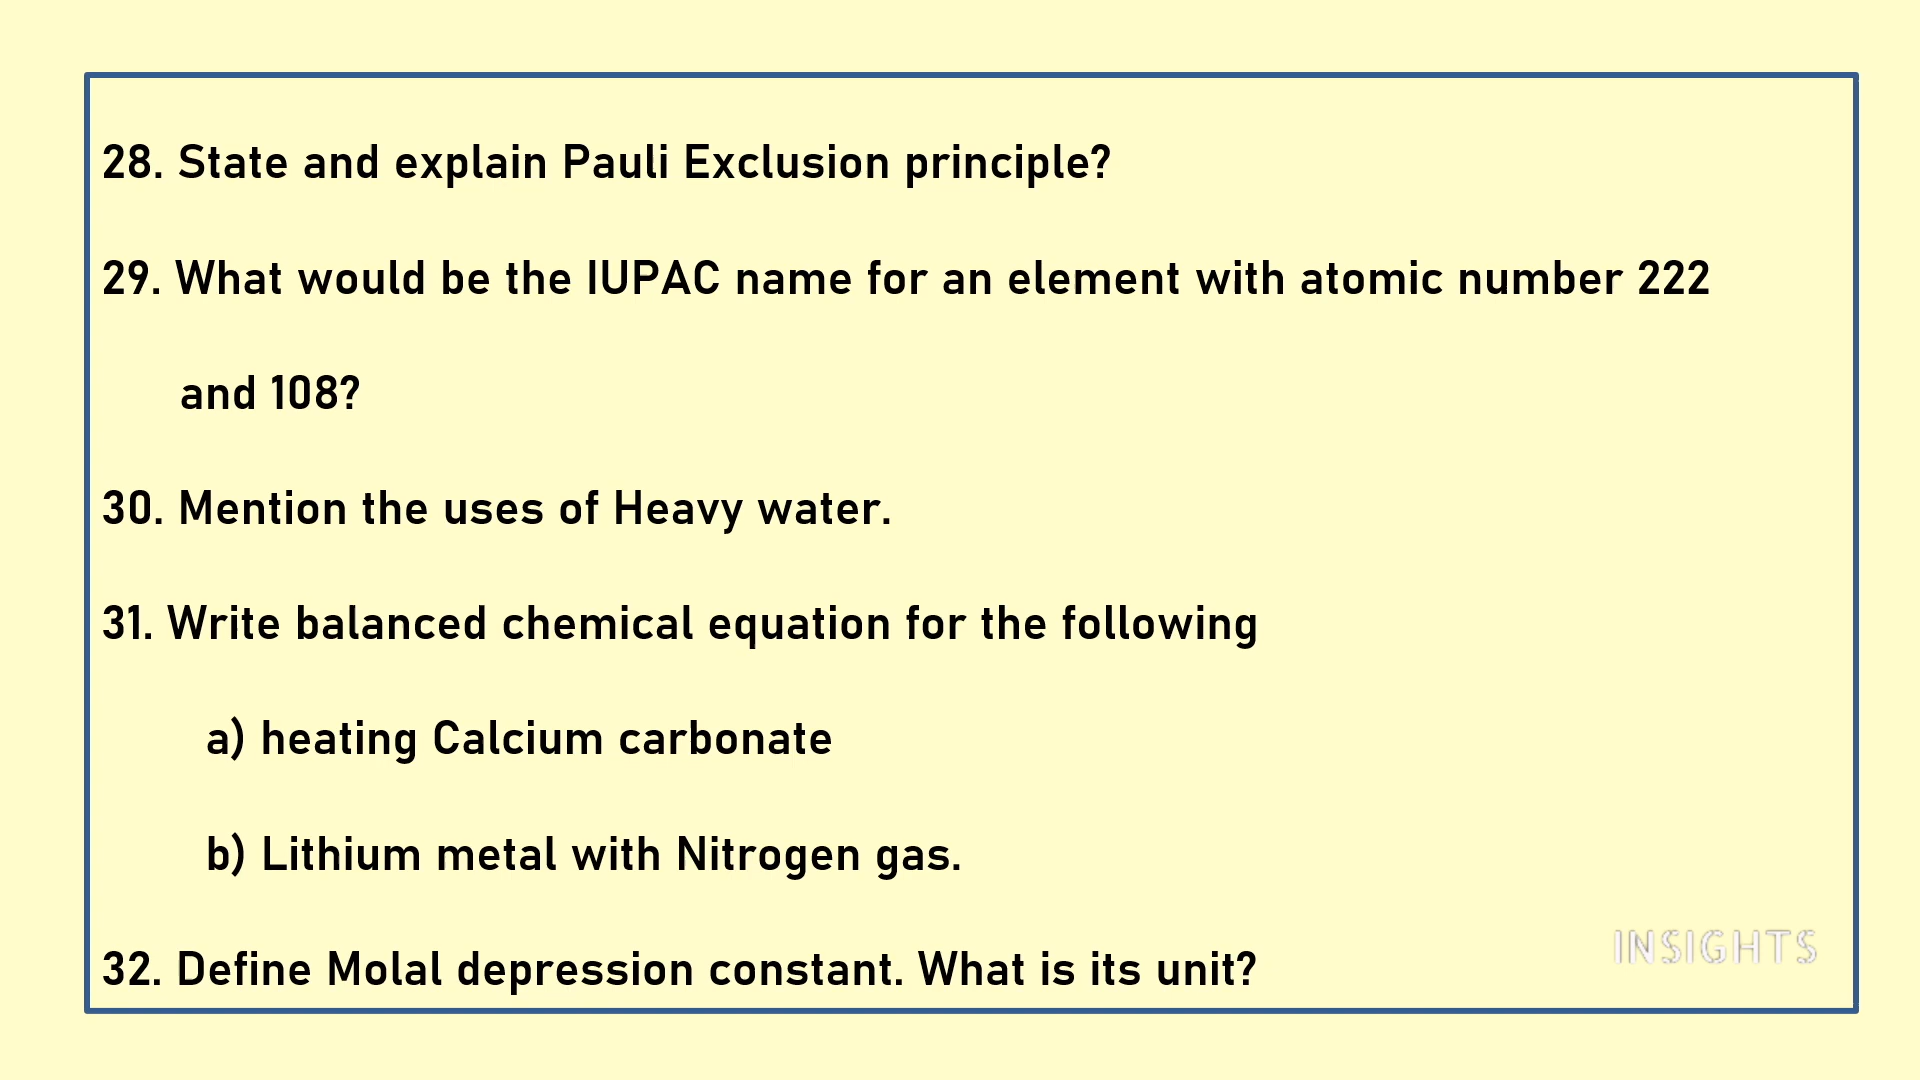 28. State and explain Pauli Exclusion principle?
29. What would be the IUPAC name for an element with atomic number 222
and 108?
30. Mention the uses of Heavy water.
31. Write balanced chemical equation for the following
a) heating Calcium carbonate
b) Lithium metal with Nitrogen gas.
INSIGHTS
32. Define Molal depression constant. What is its unit?